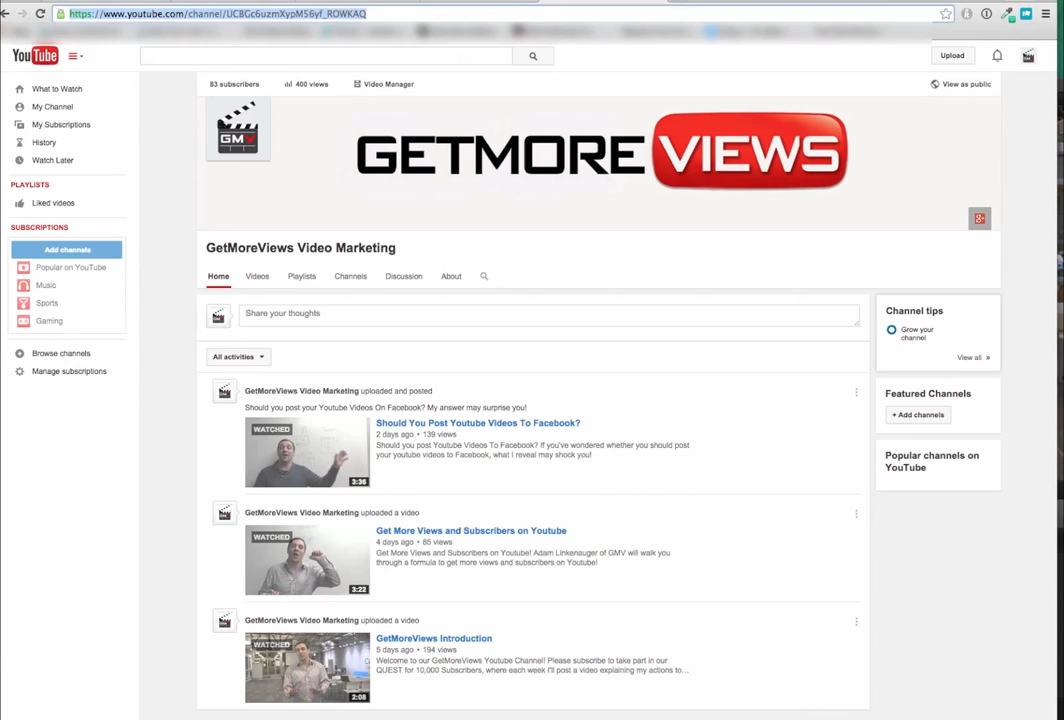 https://www.youtube.com/channel/UCBGc6uzmXypM56yf_ROWKAQ
YouTube
Upload
83 subscribers
400 views
Video Manager
View as public
What to Watch
My Channel
My Subscriptions
History
Watch Later
PLAYLISTS
Liked videos
SUBSCRIPTIONS
Add channels
Popular on YouTube
Music
Sports
Gaming
Browse channels
Manage subscriptions
GMV
GETMORE VIEWS
GetMoreViews Video Marketing
Home Videos Playlists Channels Discussion About
Share your thoughts
All activities
GetMoreViews Video Marketing uploaded and posted
Should you post your Youtube Videos On Facebook? My answer may surprise you!
WATCHED
3:36
Should You Post Youtube Videos To Facebook?
2 days ago • 139 views
Should you post Youtube Videos to Facebook? If you've wondered whether you should post
your youtube videos to Facebook, what I reveal may shock you!
GetMoreViews Video Marketing uploaded a video
WATCHED
3:22
Get More Views and Subscribers on Youtube
4 days ago • 85 views
Get More Views and Subscribers on Youtube! Adam Linkenauger of GMV will walk you
through a formula to get more views and subscribers on Youtube!
GetMoreViews Video Marketing uploaded a video
WATCHED
2:08
GetMoreViews Introduction
5 days ago • 194 views
Welcome to our GetMoreViews Youtube Channel! Please subscribe to take part in our
QUEST for 10,000 Subscribers, where each week I'll post a video explaining my actions to...
Channel tips
Grow your
channel
View all »
Featured Channels
+ Add channels
Popular channels on
YouTube